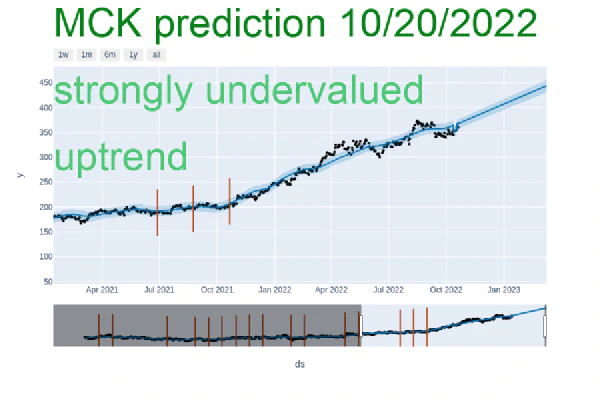 MCK prediction 10/20/2022
1w 1m 6m 1y all
strongly undervalued
uptrend
450
400
350
300
250
200
150
100
50
y
Apr 2021 Jul 2021 Oct 2021 Jan 2022 Apr 2022 Jul 2022 Oct 2022 Jan 2023
ds